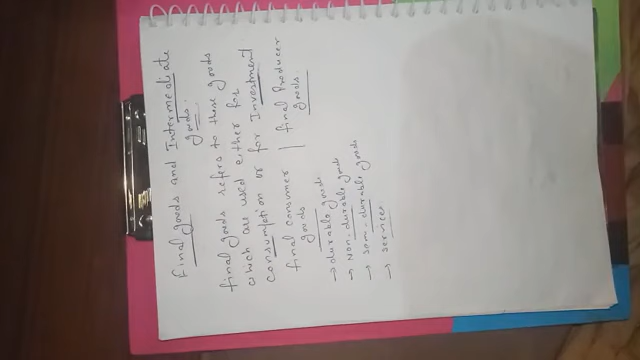 Final goods and Intermediate
goods.
Final goods refers to those goods
which are used either for
consumption or for Investment
Final consumer | Final Producer
goods goods.
→ durable goods
→ Non-durable goods
→ Sem-durable goods
→ services.